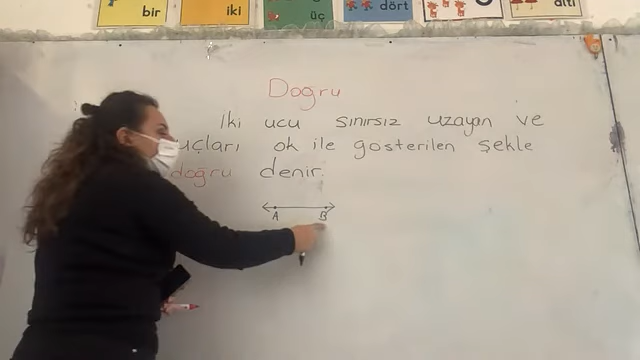 bir
iki
üç
dört
altı
Doğru
İki ucu sınırsız uzayan ve
uçları ok ile gösterilen şekle
doğru denir.
A B